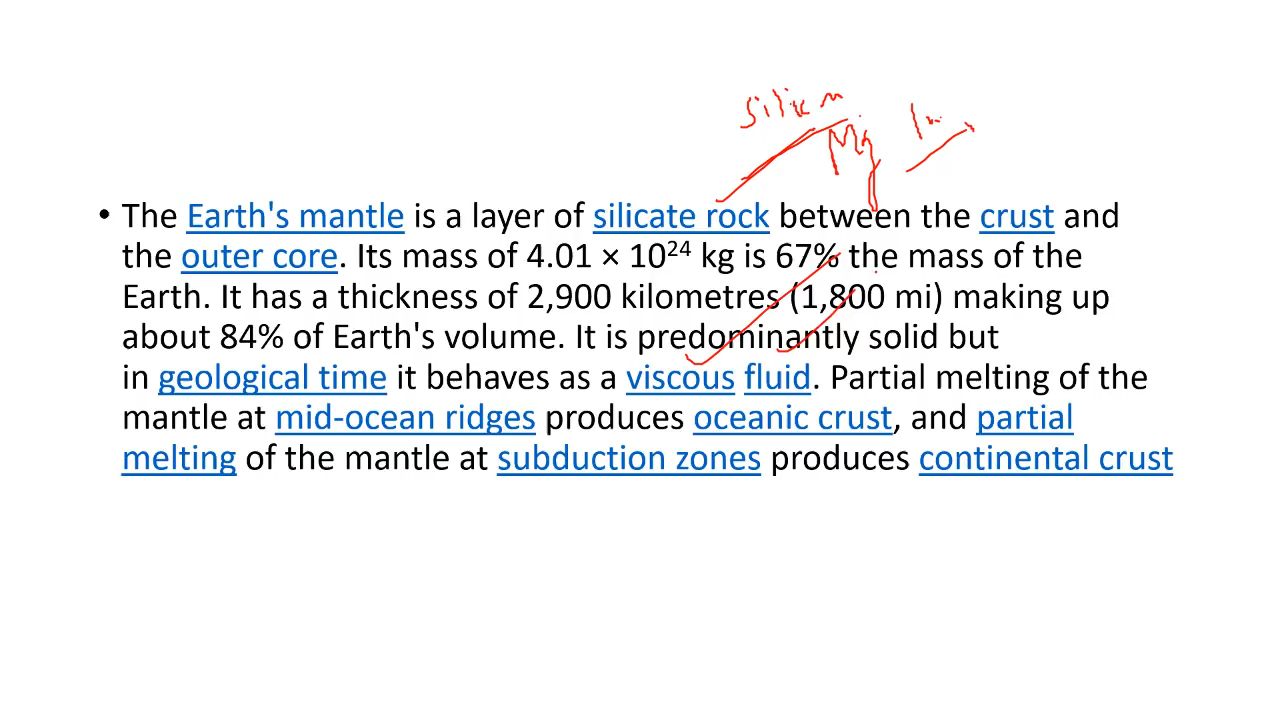 Mg
• The Earth's mantle is a layer of silicate rock between the crust and
the outer core. Its mass of 4.01 × 10²⁴ kg is 67% the mass of the
Earth. It has a thickness of 2,900 kilometres (1,800 mi) making up
about 84% of Earth's volume. It is predominantly solid but
in geological time it behaves as a viscous fluid. Partial melting of the
mantle at mid-ocean ridges produces oceanic crust, and partial
melting of the mantle at subduction zones produces continental crust